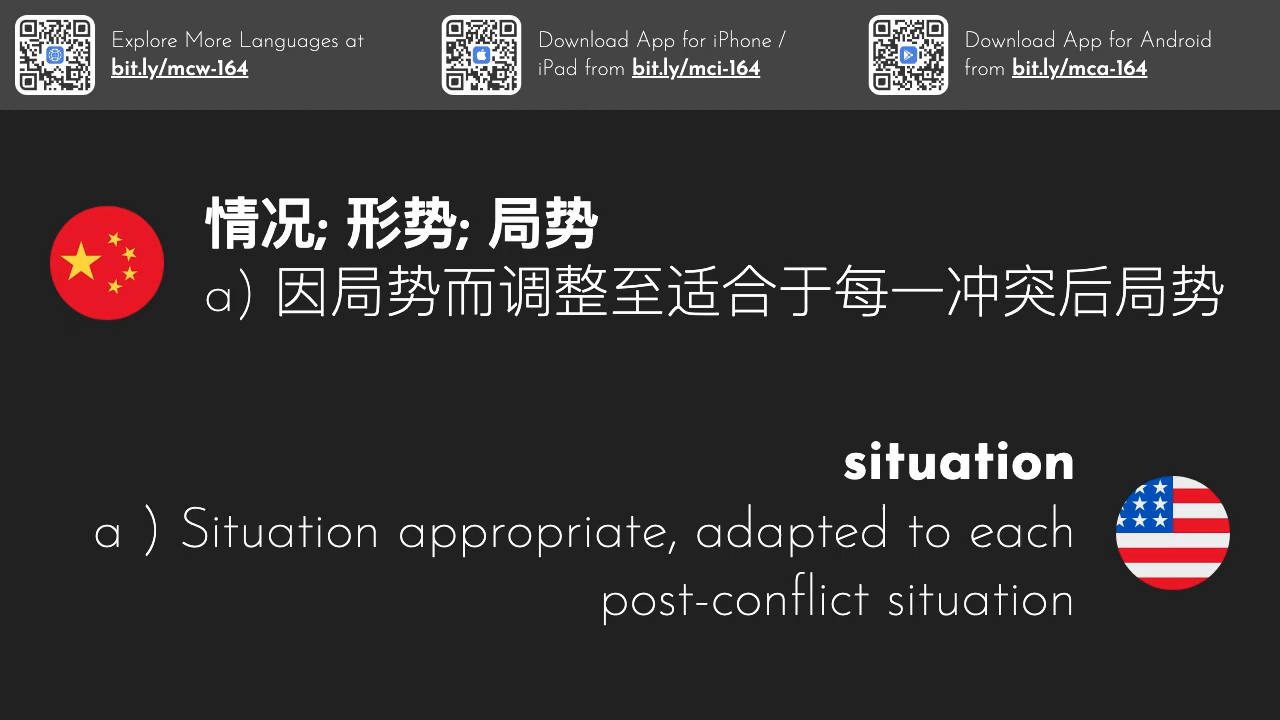 Explore More Languages at
bit.ly/mcw-164
Download App for iPhone /
iPad from bit.ly/mci-164
Download App for Android
from bit.ly/mca-164
情况; 形势; 局势
a) 因局势而调整至适合于每一冲突后局势
situation
a ) Situation appropriate, adapted to each
post-conflict situation